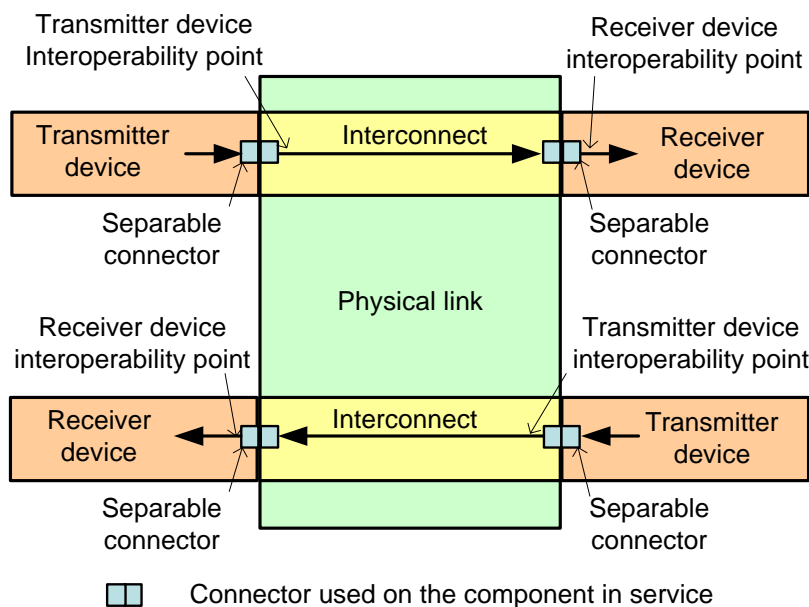 Transmitter device
Interoperability point
Receiver device
interoperability point
Transmitter
device
Interconnect
Receiver
device
Separable
connector
Separable
connector
Physical link
Receiver device
interoperability point
Transmitter device
interoperability point
Receiver
device
Interconnect
Transmitter
device
Separable
connector
Separable
connector
Connector used on the component in service